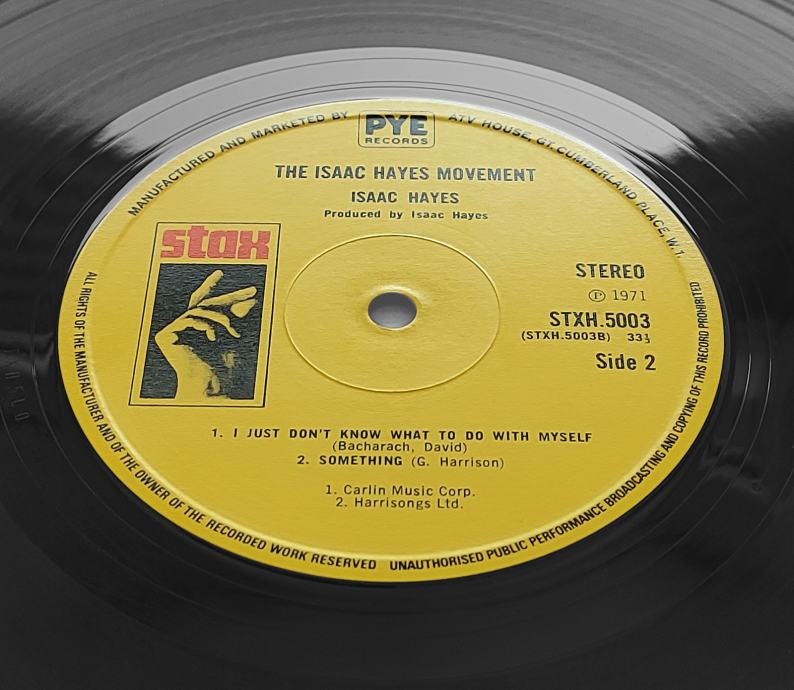 MANUFACTURED AND MARKETED BY PYE RECORDS ATV HOUSE, GT. CUMBERLAND PLACE, W.1.
THE ISAAC HAYES MOVEMENT
ISAAC HAYES
Produced by Isaac Hayes
stax
STEREO
Ⓟ 1971
STXH.5003
(STXH.5003B) 33⅓
Side 2
1. I JUST DON'T KNOW WHAT TO DO WITH MYSELF
(Bacharach, David)
2. SOMETHING (G. Harrison)
1. Carlin Music Corp.
2. Harrisongs Ltd.
ALL RIGHTS OF THE MANUFACTURER AND OF THE OWNER OF THE RECORDED WORK RESERVED UNAUTHORISED PUBLIC PERFORMANCE BROADCASTING AND COPYING OF THIS RECORD PROHIBITED